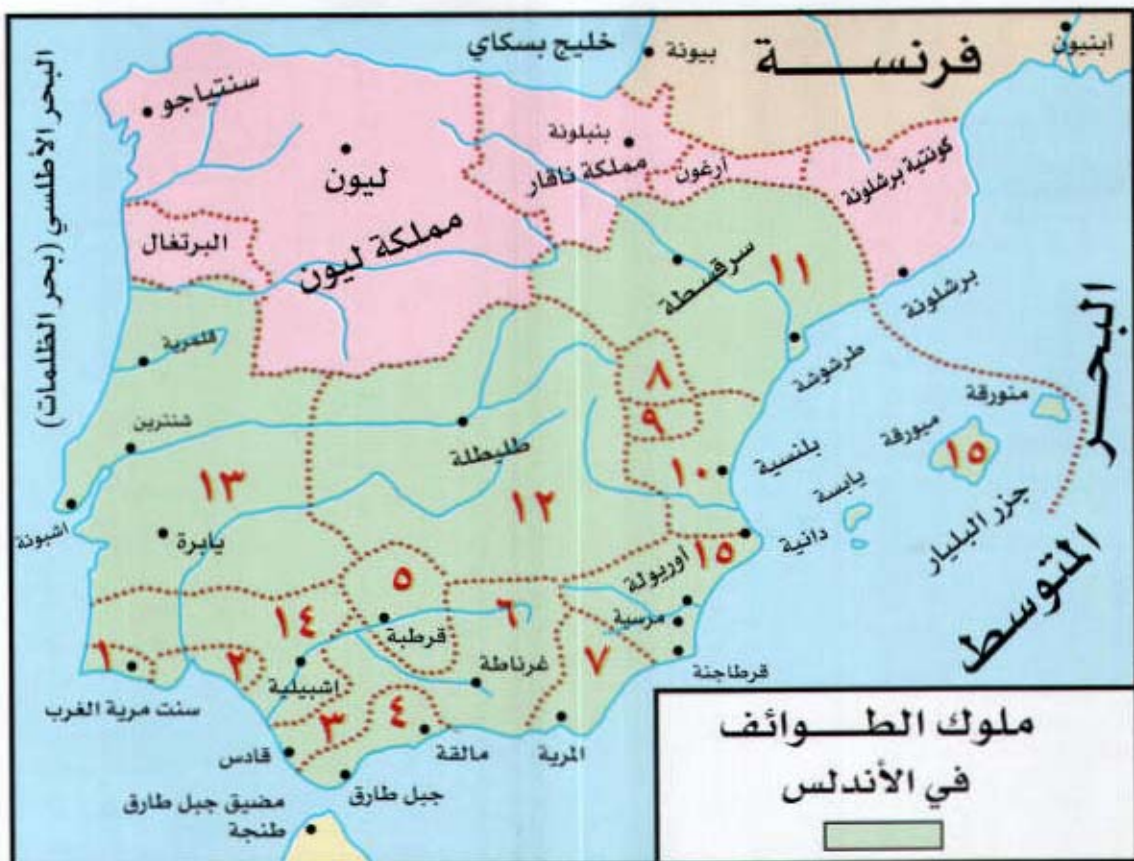 ملوك الطوائف
في الأندلس
فرنسة
أبنيون
بيونة
خليج بسكاي
البحر الأطلسي (بحر الظلمات)
سنتياجو
ليون
مملكة ليون
البرتغال
بنبلونة
مملكة نافار
أرغون
كونتية برشلونة
برشلونة
سرقسطة
١١
طرشوشة
٨
٩
١٠
بلنسية
قلمرية
شنترين
١٣
اشبونة
يابرة
طليطلة
١٢
منورقة
ميورقة
١٥
يابسة
جزر البليار
دانية
البحر
المتوسط
١٥
أوريولة
مرسية
قرطاجنة
٧
٦
٥
قرطبة
غرناطة
١٤
اشبيلية
١
٢
٣
٤
سنت مرية الغرب
قادس
مالقة
المرية
جبل طارق
مضيق جبل طارق
طنجة